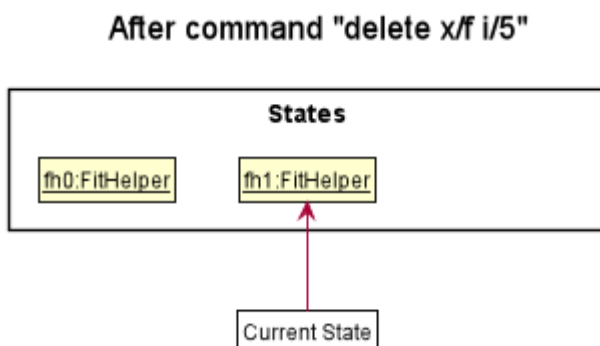 After command "delete x/f i/5"
States
fh0:FitHelper
fh1:FitHelper
Current State